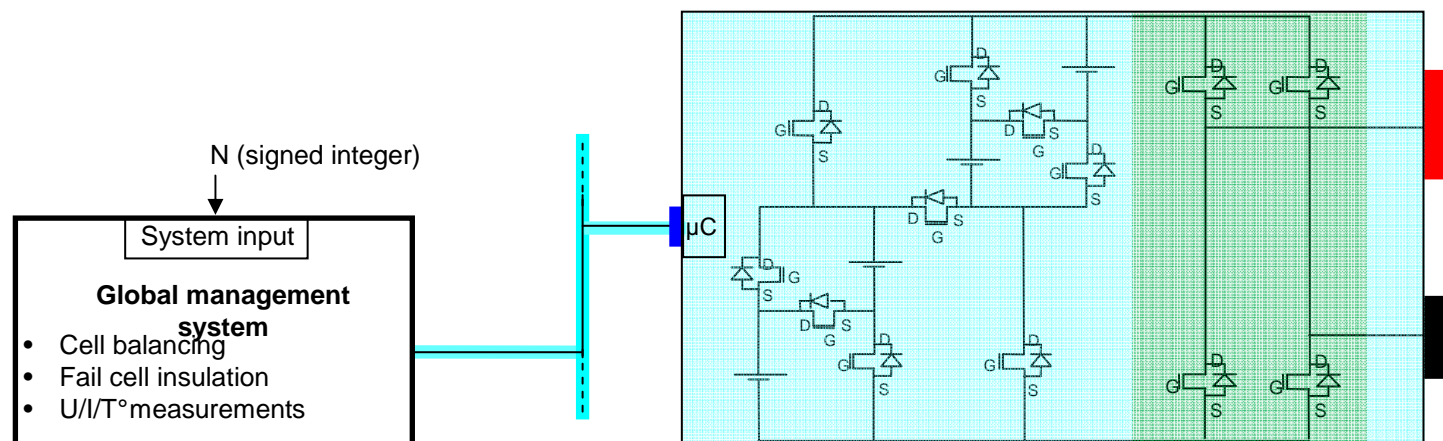 N (signed integer)
System input
Global management
system
• Cell balancing
• Fail cell insulation
• U/I/T°measurements
µC
D
G
S
D
G
S
D
S
G
D
G
S
D
S
G
D
G
S
D
S
G
D
G
S
D
G
S
D
G
S
D
G
S
D
G
S
D
G
S